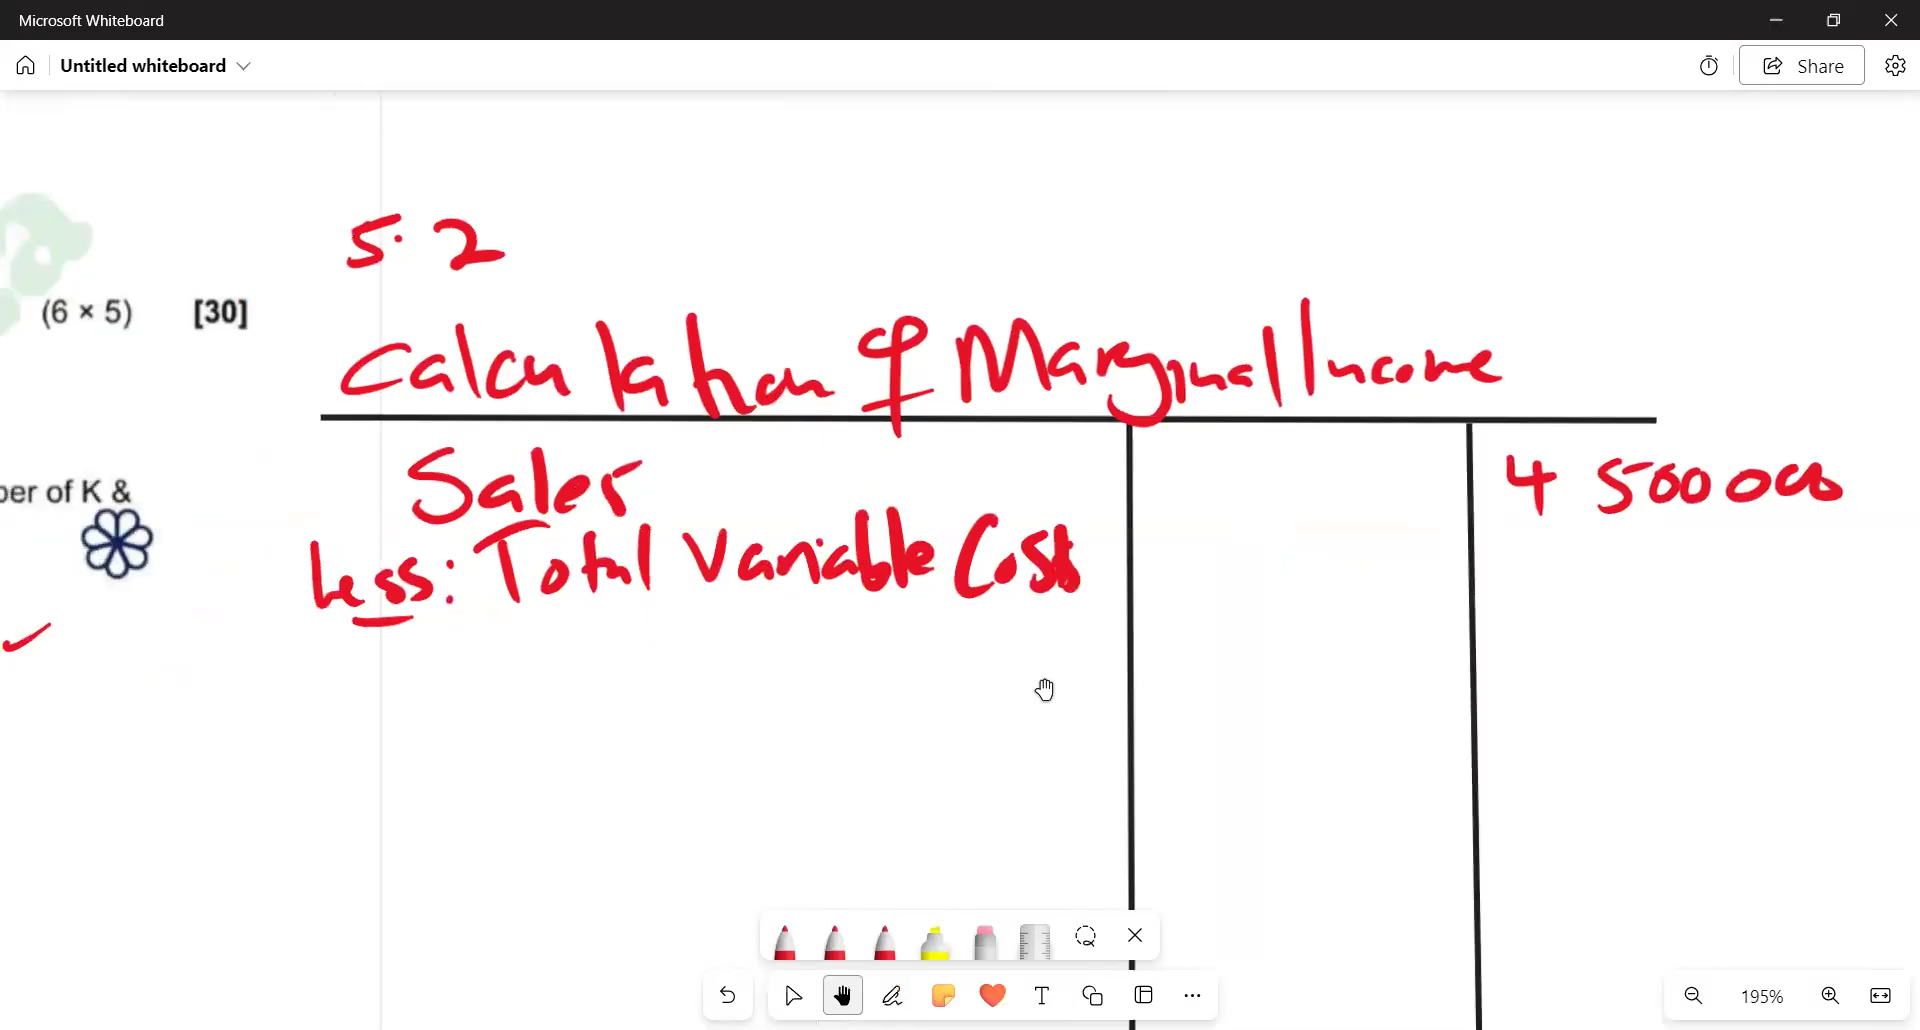 Microsoft Whiteboard
Untitled whiteboard
Share
5.2
(6 × 5) [30]
Calculation of Marginal Income
Sales 4 500 000
per of K &
Less: Total Variable Cost
195%